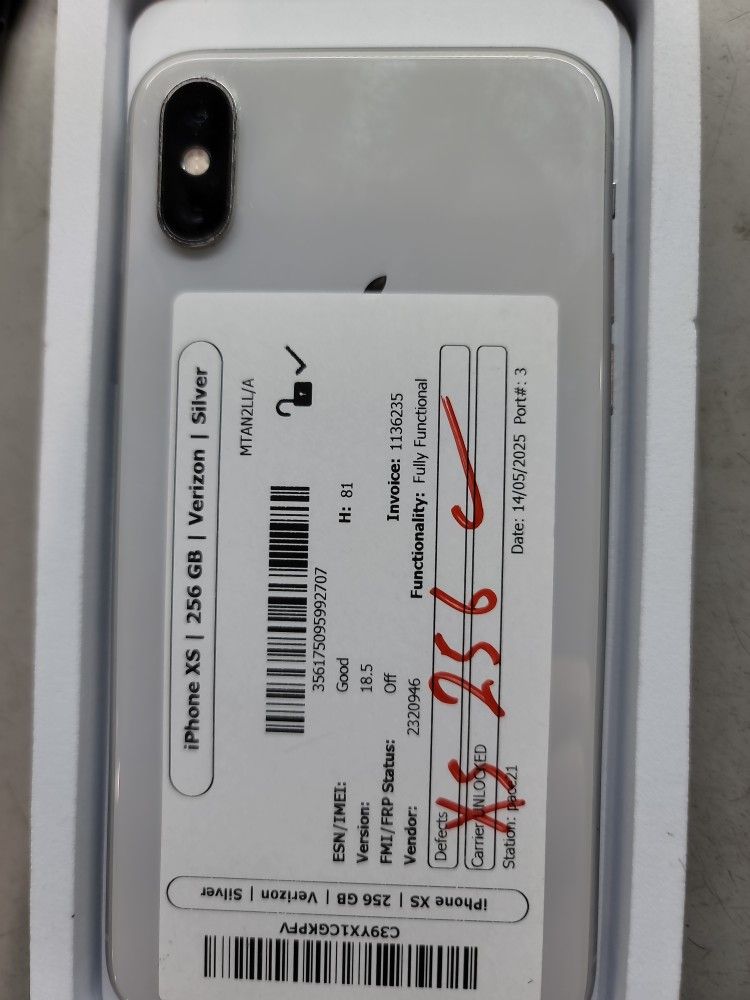 iPhone XS | 256 GB | Verizon | Silver
MTAN2LL/A
356175095992707
ESN/IMEI: Good H: 81
Version: 18.5
FMI/FRP Status: Off Invoice: 1136235
Vendor: 2320946 Functionality: Fully Functional
Defects
XS 256
Carrier UNLOCKED
Station: pack21 Date: 14/05/2025 Port#: 3
iPhone XS | 256 GB | Verizon | Silver
C39YX1CGKPFV